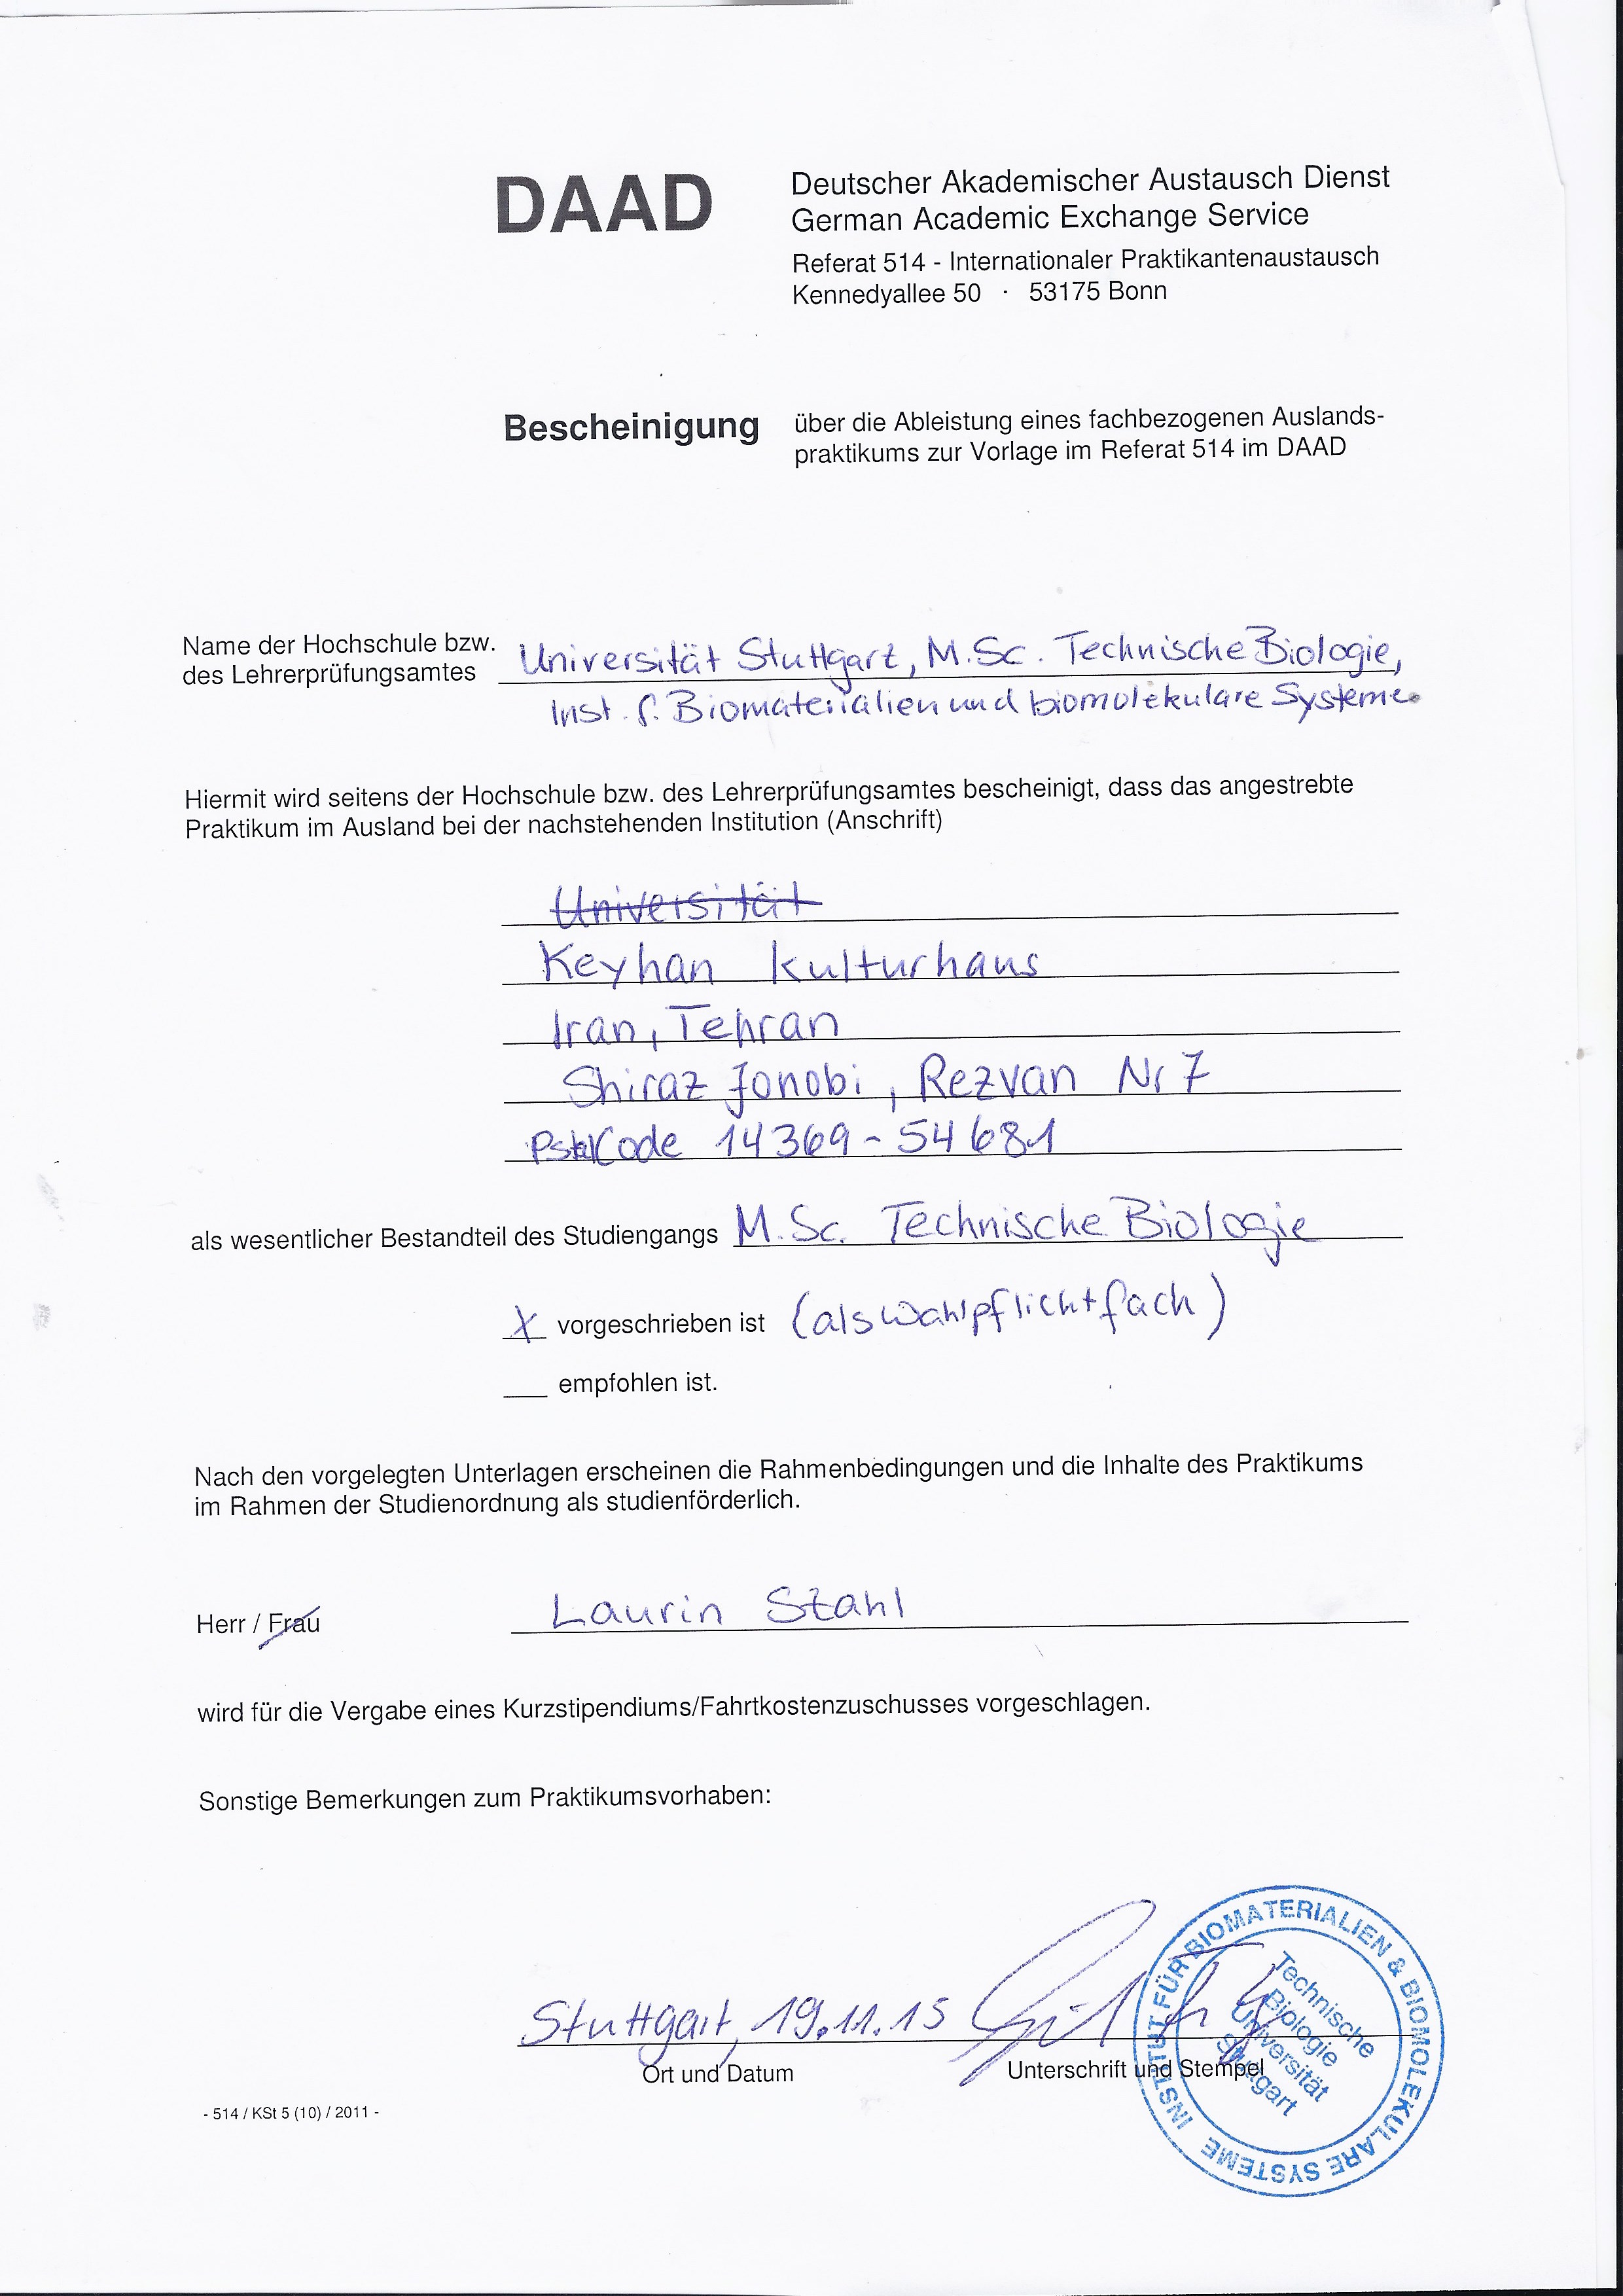 DAAD
Deutscher Akademischer Austausch Dienst
German Academic Exchange Service
Referat 514 - Internationaler Praktikantenaustausch
Kennedyallee 50 · 53175 Bonn
Bescheinigung
über die Ableistung eines fachbezogenen Auslands-
praktikums zur Vorlage im Referat 514 im DAAD
Name der Hochschule bzw.
des Lehrerprüfungsamtes
Universität Stuttgart, M.Sc. Technische Biologie,
Inst. f. Biomaterialien und biomolekulare Systeme
Hiermit wird seitens der Hochschule bzw. des Lehrerprüfungsamtes bescheinigt, dass das angestrebte
Praktikum im Ausland bei der nachstehenden Institution (Anschrift)
Universität
Keyhan Kulturhaus
Iran, Tehran
Shiraz Jonobi, Rezvan Nr 7
Code 14369-54681
als wesentlicher Bestandteil des Studiengangs M.Sc. Technische Biologie
X vorgeschrieben ist (als Wahlpflichtfach)
___ empfohlen ist.
Nach den vorgelegten Unterlagen erscheinen die Rahmenbedingungen und die Inhalte des Praktikums
im Rahmen der Studienordnung als studienförderlich.
Herr / Frau Laurin Stahl
wird für die Vergabe eines Kurzstipendiums/Fahrtkostenzuschusses vorgeschlagen.
Sonstige Bemerkungen zum Praktikumsvorhaben:
Stuttgart, 19.11.15
Ort und Datum
Unterschrift und Stempel
INSTITUT FÜR BIOMATERIALIEN & BIOMOLEKULARE SYSTEME
Technische
Biologie
Universität
Stuttgart
- 514 / KSt 5 (10) / 2011 -